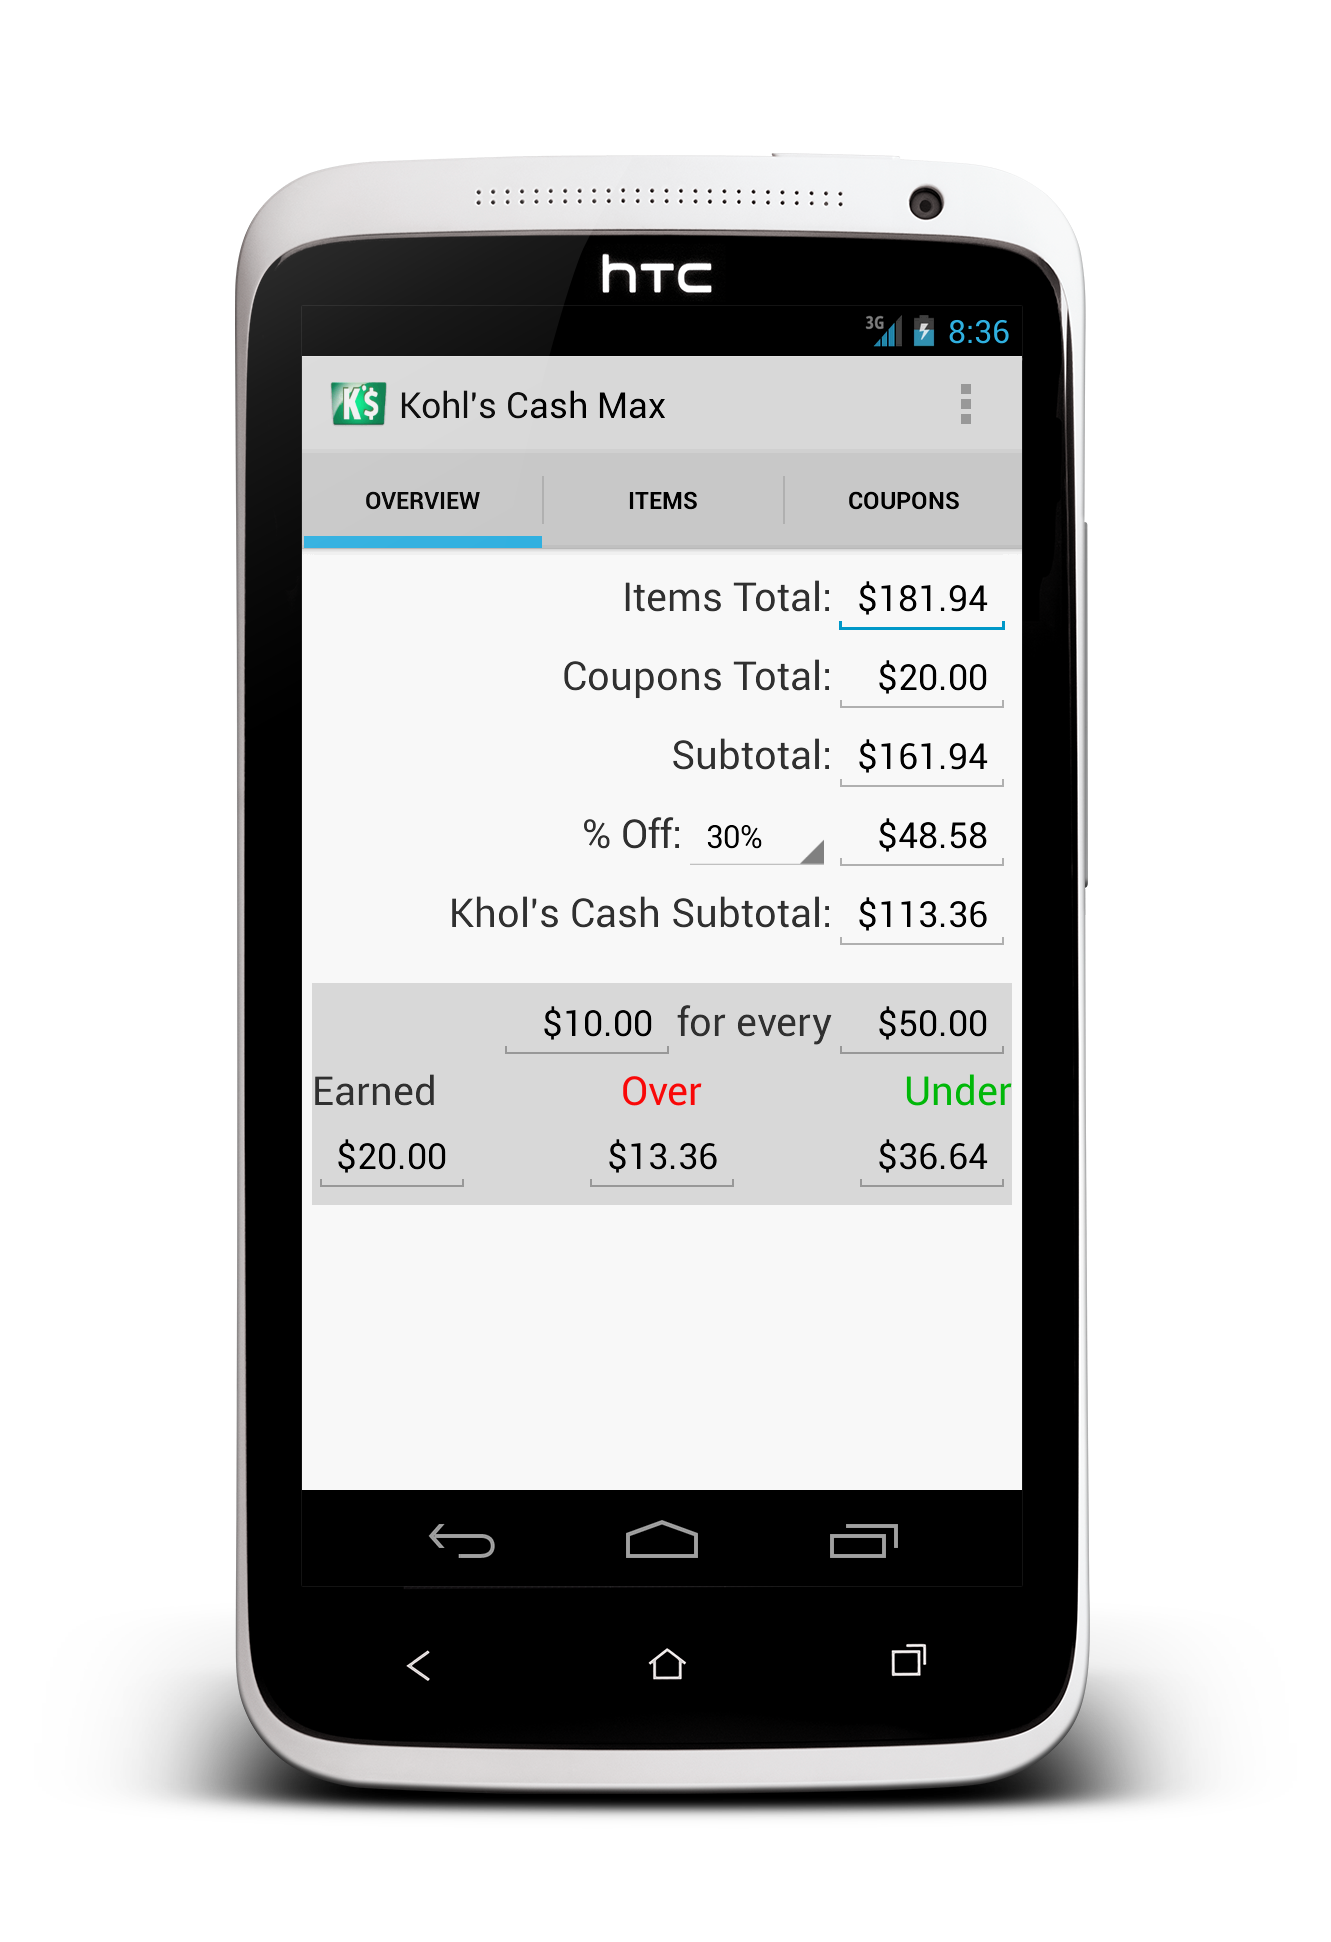 hTC
3G 8:36
K$ Kohl's Cash Max
OVERVIEW ITEMS COUPONS
Items Total: $181.94
Coupons Total: $20.00
Subtotal: $161.94
% Off: 30% $48.58
Khol's Cash Subtotal: $113.36
$10.00 for every $50.00
Earned Over Under
$20.00 $13.36 $36.64